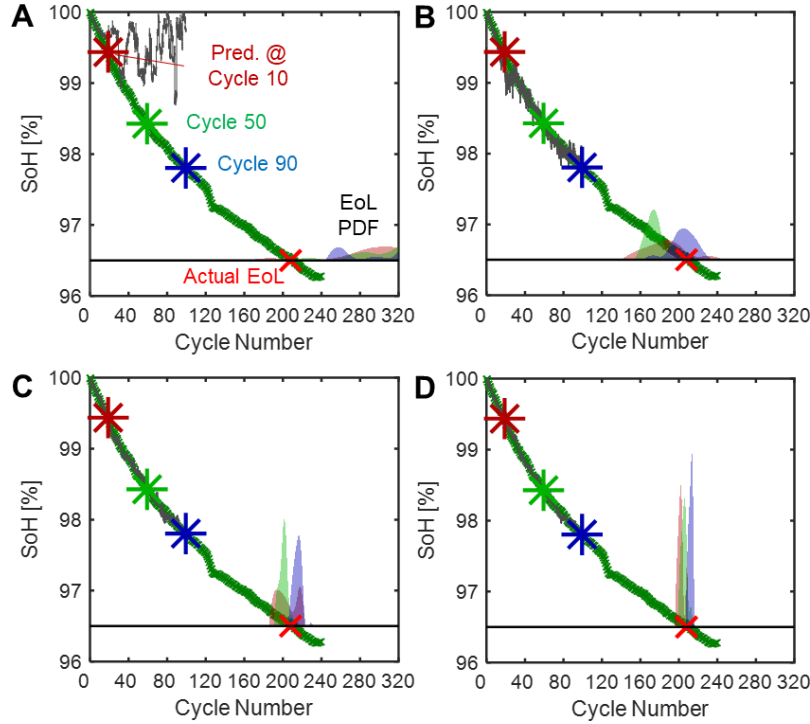 A
SoH [%]
100
99
98
97
96
Pred. @
Cycle 10
Cycle 50
Cycle 90
EoL
PDF
Actual EoL
0 40 80 120 160 200 240 280 320
Cycle Number
B
SoH [%]
100
99
98
97
96
0 40 80 120 160 200 240 280 320
Cycle Number
C
SoH [%]
100
99
98
97
96
0 40 80 120 160 200 240 280 320
Cycle Number
D
SoH [%]
100
99
98
97
96
0 40 80 120 160 200 240 280 320
Cycle Number